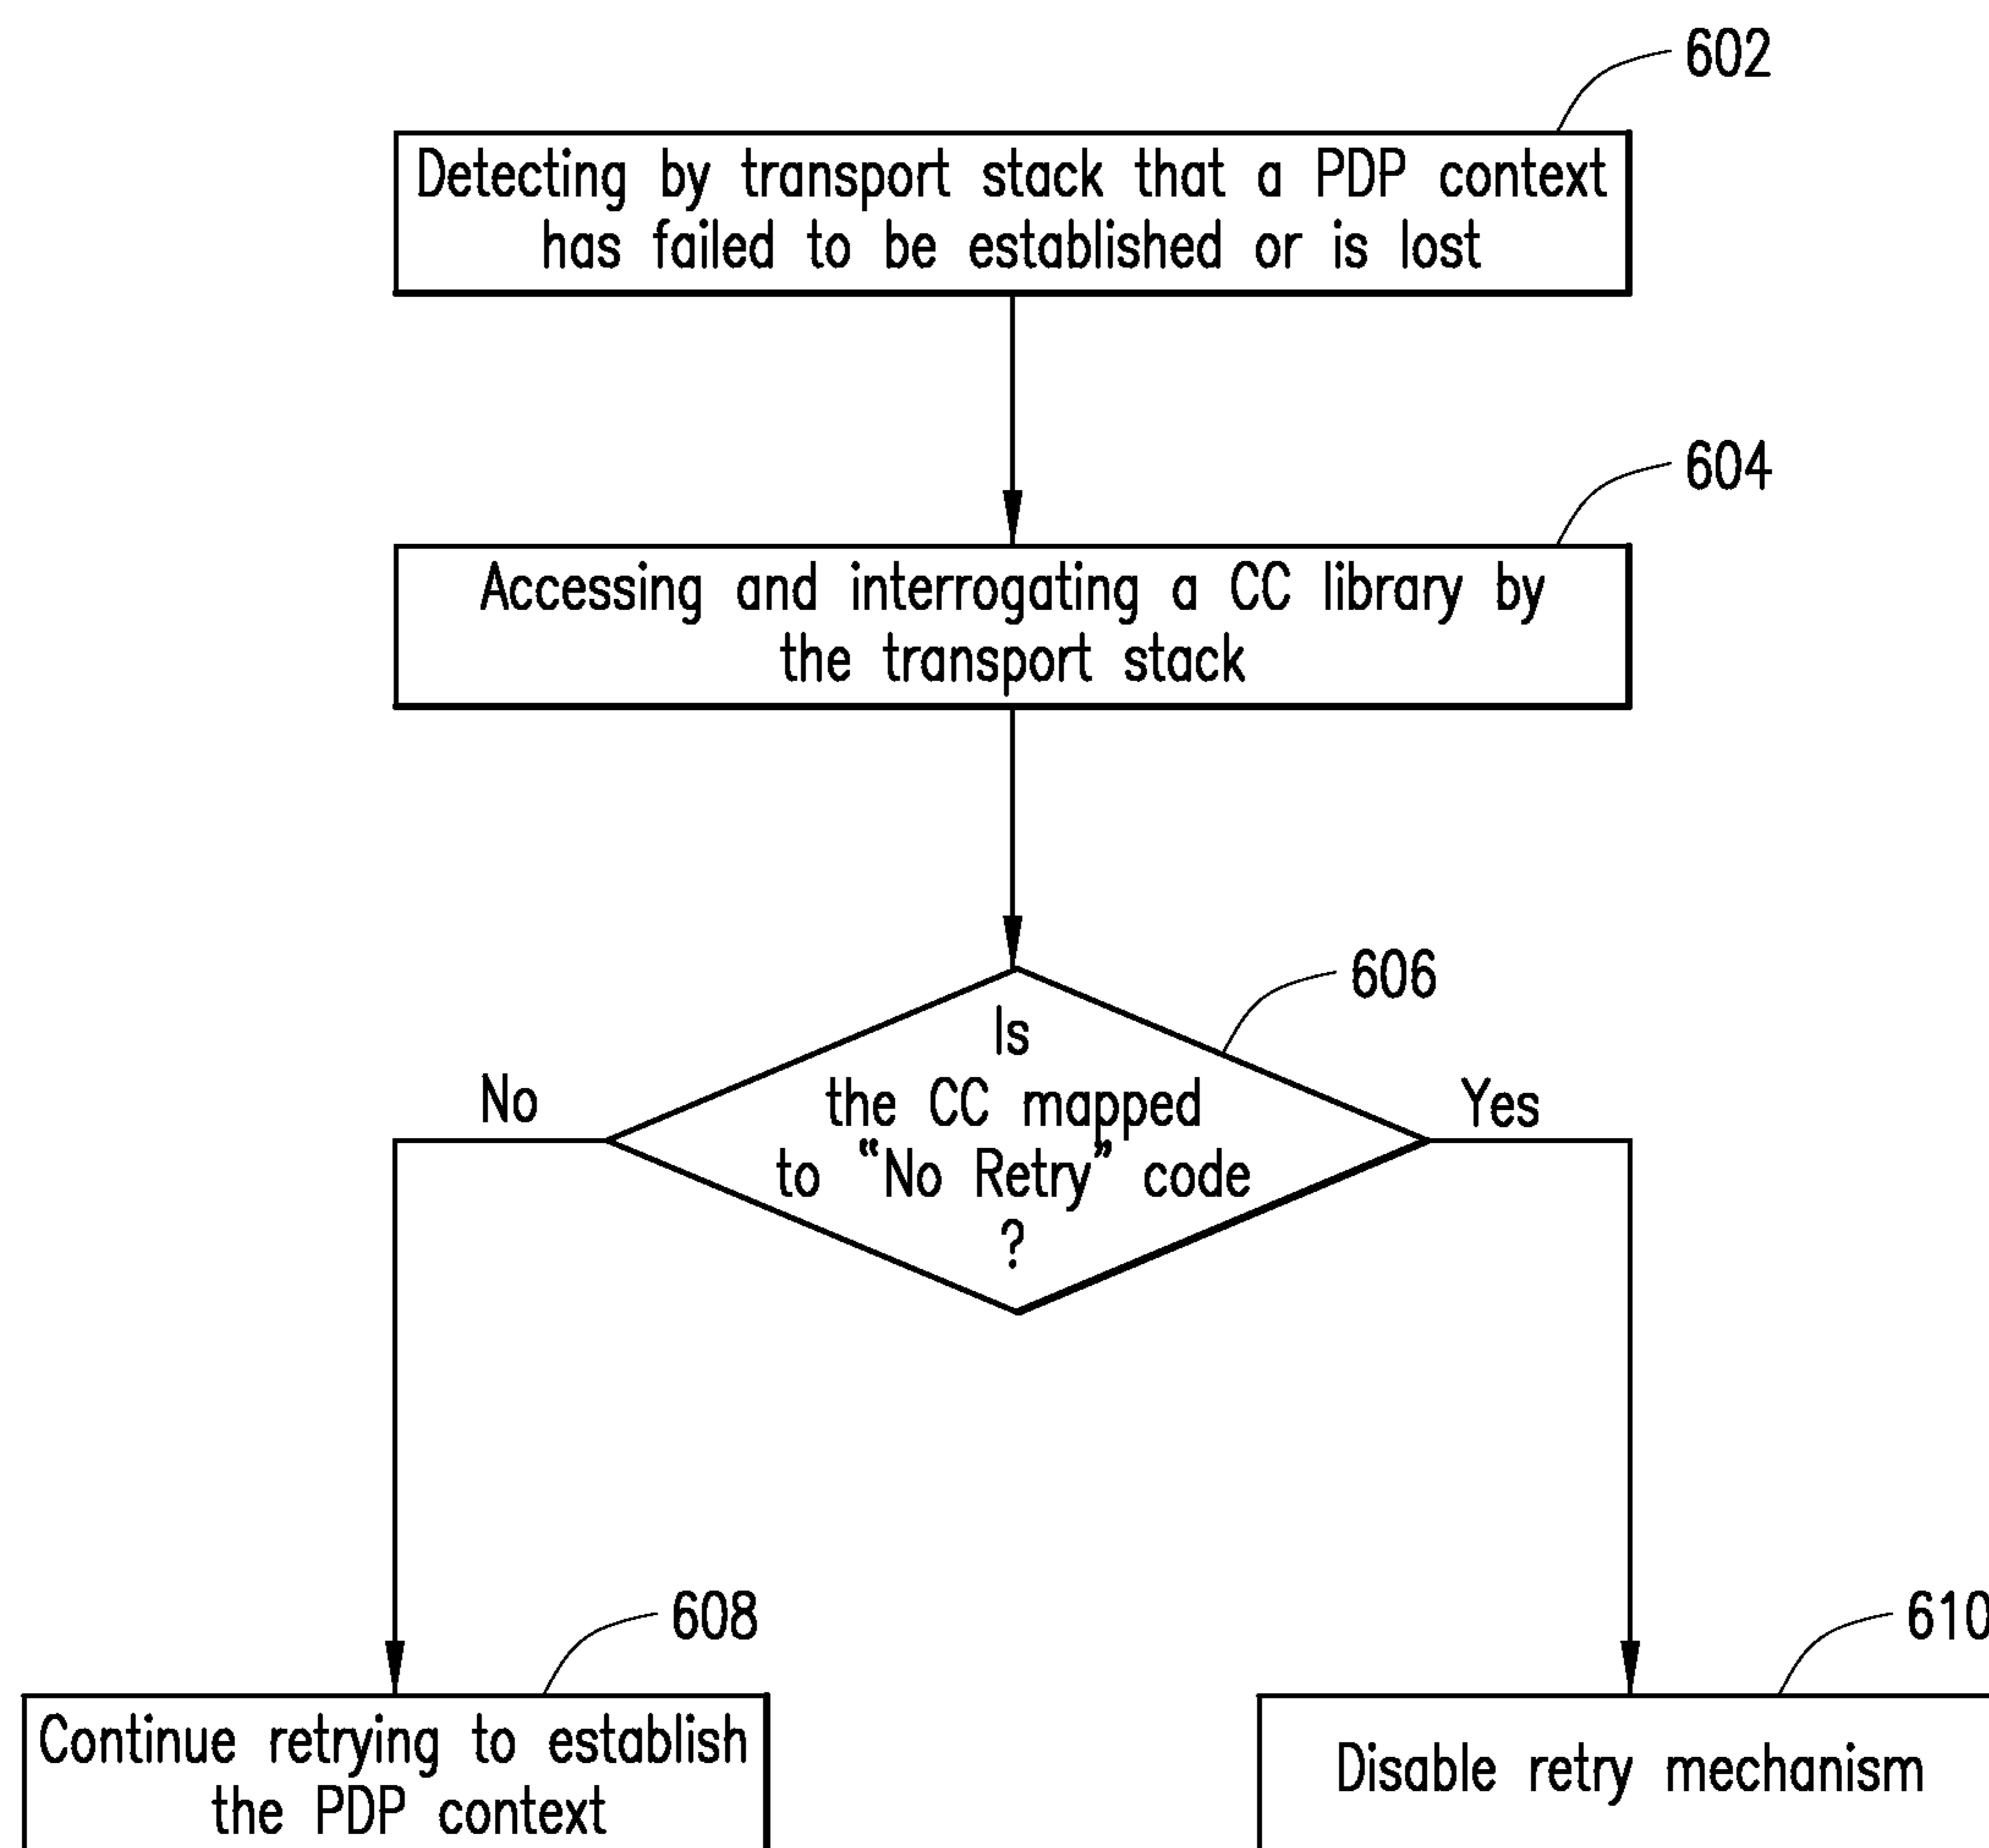 602
Detecting by transport stack that a PDP context
has failed to be established or is lost
604
Accessing and interrogating a CC library by
the transport stack
606
Is
the CC mapped
to “No Retry” code
?
No
Yes
608
Continue retrying to establish
the PDP context
610
Disable retry mechanism